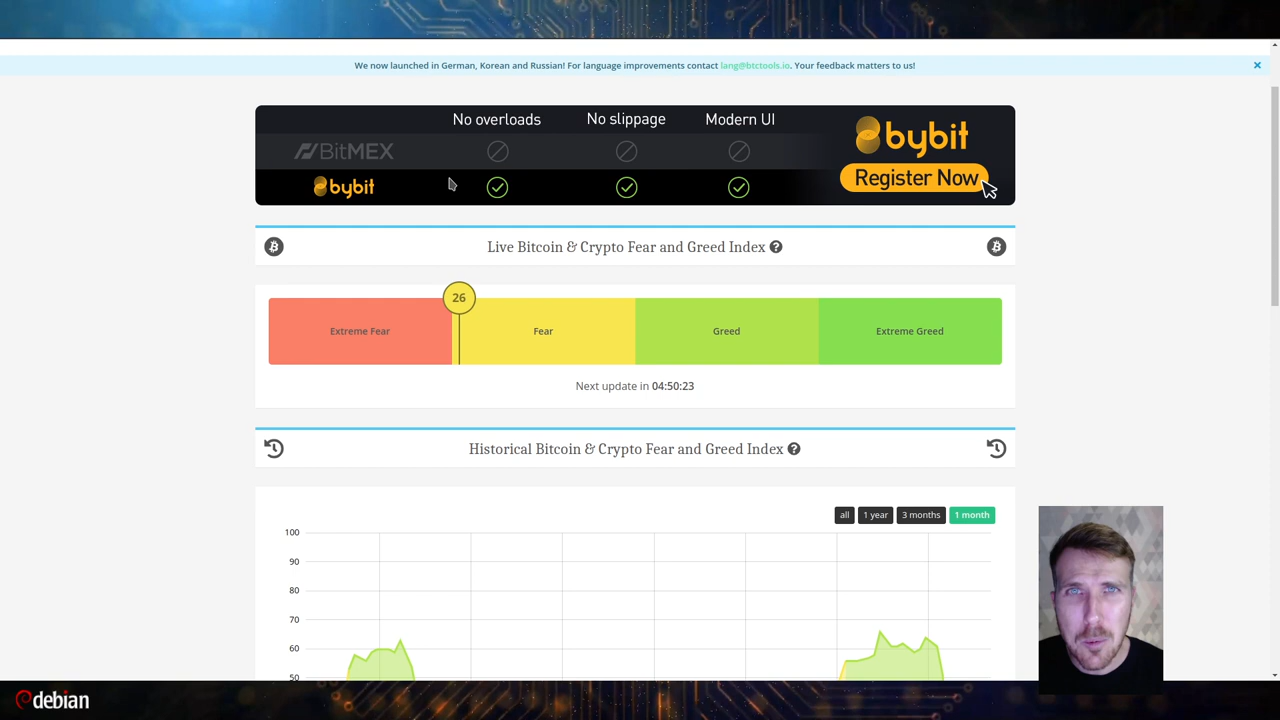 We now launched in German, Korean and Russian! For language improvements contact lang@btctools.io. Your feedback matters to us!
×
No overloads No slippage Modern UI
BitMEX
bybit
bybit
Register Now
Live Bitcoin & Crypto Fear and Greed Index ?
26
Extreme Fear Fear Greed Extreme Greed
Next update in 04:50:23
Historical Bitcoin & Crypto Fear and Greed Index ?
all 1 year 3 months 1 month
100
90
80
70
60
50
debian